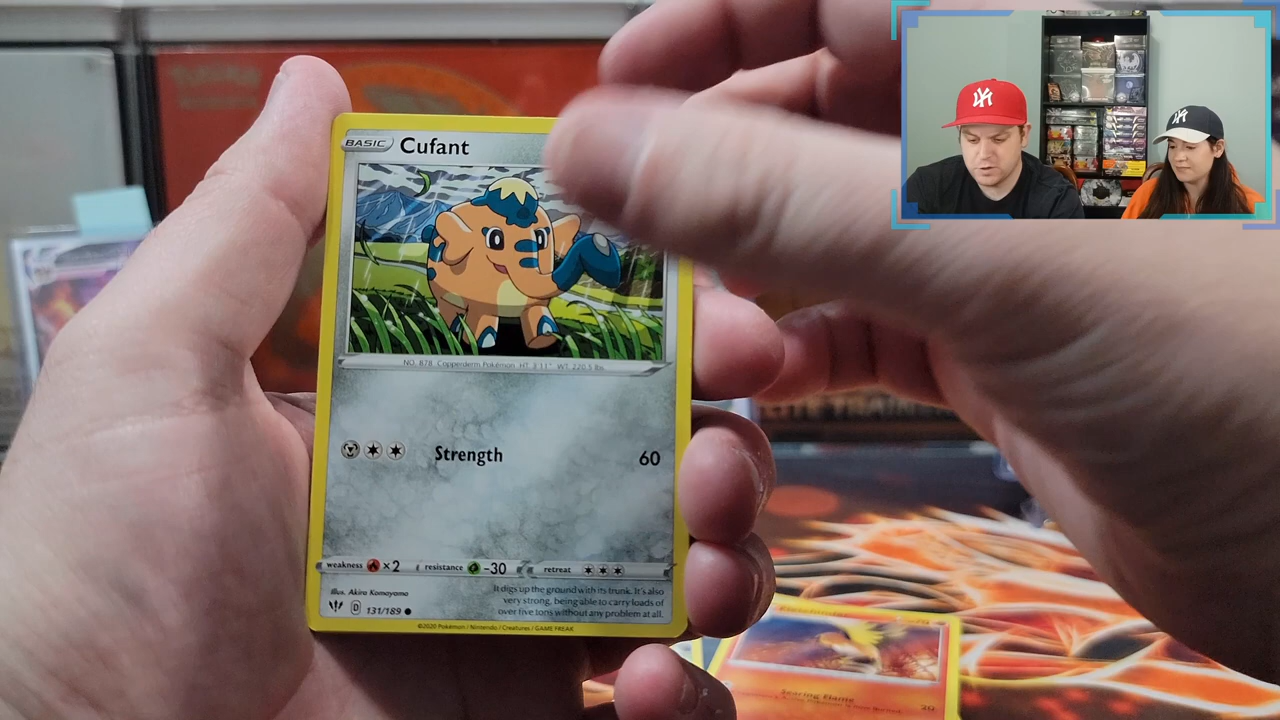 BASIC Cufant
NO. 878 Copperderm Pokémon HT: 3'11" WT: 220.5 lbs.
Strength 60
weakness ×2 resistance -30 retreat
Illus. Akira Komayama
D 131/189
It digs up the ground with its trunk. It's also
very strong, being able to carry loads of
over five tons without any problem at all.
©2020 Pokémon / Nintendo / Creatures / GAME FREAK
Searing Flame
20